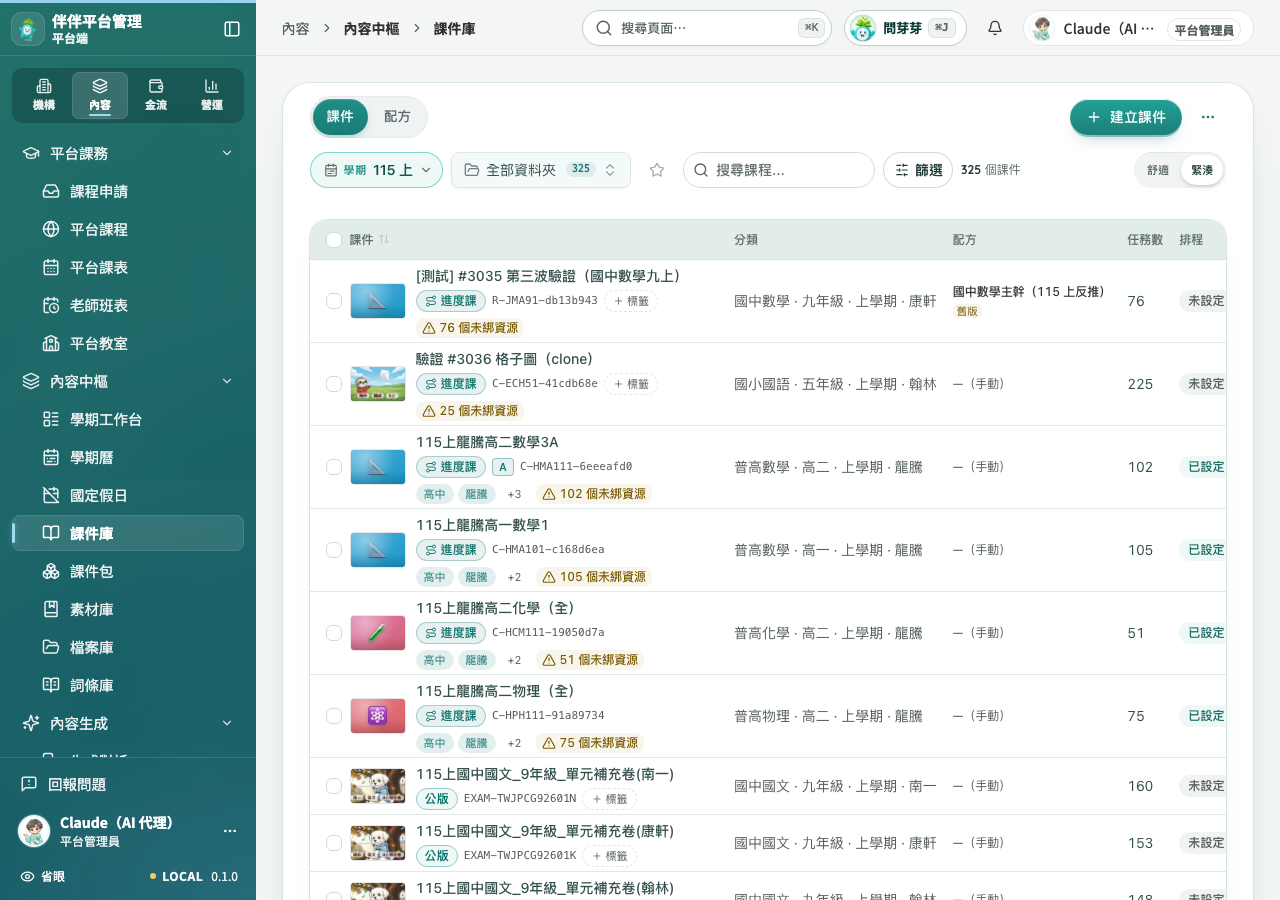 伴伴平台管理
平台端
機構
內容
金流
營運
平台課務
課程申請
平台課程
平台課表
老師班表
平台教室
內容中樞
學期工作台
學期曆
國定假日
課件庫
課件包
素材庫
檔案庫
詞條庫
內容生成
回報問題
Claude（AI 代理）
平台管理員
省眼
LOCAL 0.1.0
內容 > 內容中樞 > 課件庫
搜尋頁面… ⌘K
問芽芽 ⌘J
Claude（AI … 平台管理員
課件 配方
+ 建立課件
學期 115 上
全部資料夾 325
搜尋課程...
篩選
325 個課件
舒適 緊湊
課件 分類 配方 任務數 排程
[測試] #3035 第三波驗證（國中數學九上）
進度課 R-JMA91-db13b943 + 標籤
76 個未綁資源
國中數學 · 九年級 · 上學期 · 康軒
國中數學主幹（115 上反推）
舊版
76
未設定
驗證 #3036 格子圖（clone）
進度課 C-ECH51-41cdb68e + 標籤
25 個未綁資源
國小國語 · 五年級 · 上學期 · 翰林
—（手動）
225
未設定
115上龍騰高二數學3A
進度課 A C-HMA111-6eeeafd0
高中 龍騰 +3 102 個未綁資源
普高數學 · 高二 · 上學期 · 龍騰
—（手動）
102
已設定
115上龍騰高一數學1
進度課 C-HMA101-c168d6ea
高中 龍騰 +2 105 個未綁資源
普高數學 · 高一 · 上學期 · 龍騰
—（手動）
105
已設定
115上龍騰高二化學（全）
進度課 C-HCM111-19050d7a
高中 龍騰 +2 51 個未綁資源
普高化學 · 高二 · 上學期 · 龍騰
—（手動）
51
已設定
115上龍騰高二物理（全）
進度課 C-HPH111-91a89734
高中 龍騰 +2 75 個未綁資源
普高物理 · 高二 · 上學期 · 龍騰
—（手動）
75
已設定
115上國中國文_9年級_單元補充卷(南一)
公版 EXAM-TWJPCG92601N + 標籤
國中國文 · 九年級 · 上學期 · 南一
—（手動）
160
未設定
115上國中國文_9年級_單元補充卷(康軒)
公版 EXAM-TWJPCG92601K + 標籤
國中國文 · 九年級 · 上學期 · 康軒
—（手動）
153
未設定
115上國中國文_9年級_單元補充卷(翰林)
國中國文 · 九年級 · 上學期 · 翰林
—（手動）
148
未設定